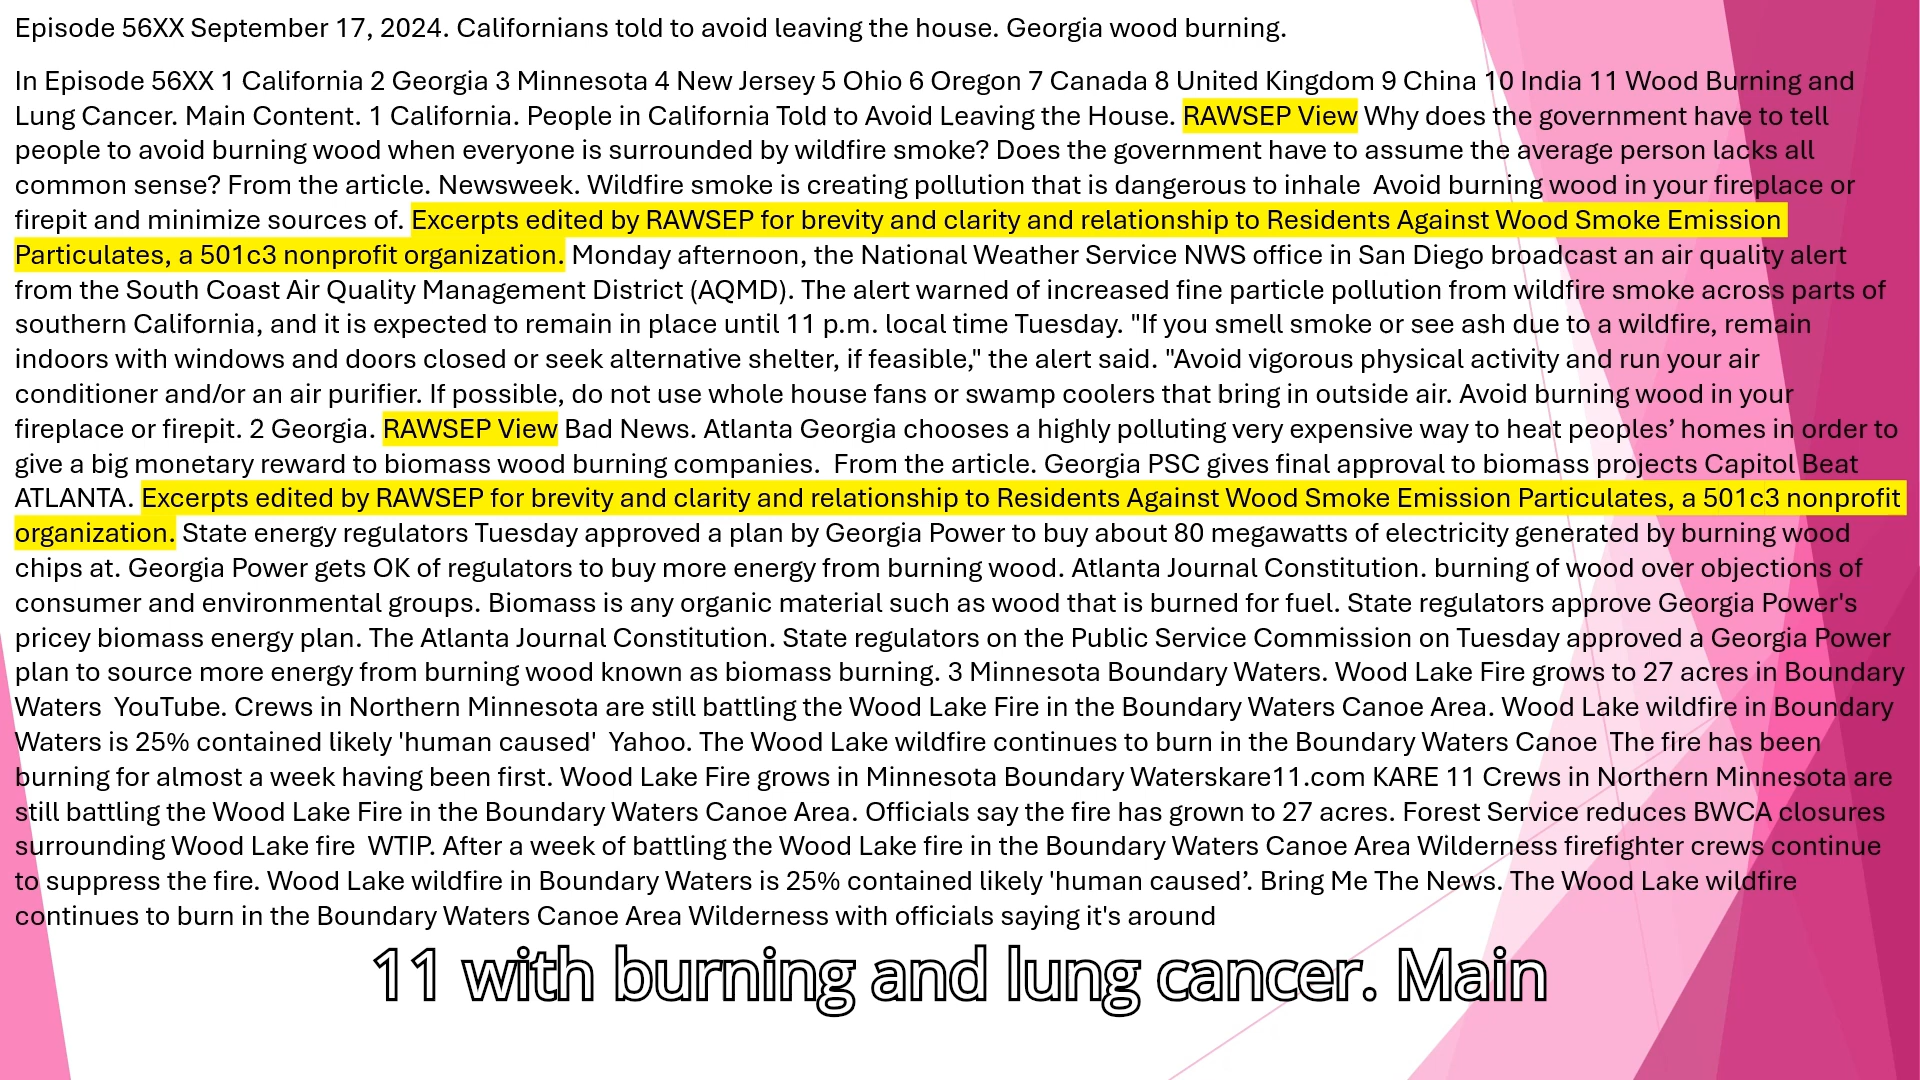 Episode 56XX September 17, 2024. Californians told to avoid leaving the house. Georgia wood burning.
In Episode 56XX 1 California 2 Georgia 3 Minnesota 4 New Jersey 5 Ohio 6 Oregon 7 Canada 8 United Kingdom 9 China 10 India 11 Wood Burning and
Lung Cancer. Main Content. 1 California. People in California Told to Avoid Leaving the House. RAWSEP View Why does the government have to tell
people to avoid burning wood when everyone is surrounded by wildfire smoke? Does the government have to assume the average person lacks all
common sense? From the article. Newsweek. Wildfire smoke is creating pollution that is dangerous to inhale  Avoid burning wood in your fireplace or
firepit and minimize sources of. Excerpts edited by RAWSEP for brevity and clarity and relationship to Residents Against Wood Smoke Emission
Particulates, a 501c3 nonprofit organization. Monday afternoon, the National Weather Service NWS office in San Diego broadcast an air quality alert
from the South Coast Air Quality Management District (AQMD). The alert warned of increased fine particle pollution from wildfire smoke across parts of
southern California, and it is expected to remain in place until 11 p.m. local time Tuesday. "If you smell smoke or see ash due to a wildfire, remain
indoors with windows and doors closed or seek alternative shelter, if feasible," the alert said. "Avoid vigorous physical activity and run your air
conditioner and/or an air purifier. If possible, do not use whole house fans or swamp coolers that bring in outside air. Avoid burning wood in your
fireplace or firepit. 2 Georgia. RAWSEP View Bad News. Atlanta Georgia chooses a highly polluting very expensive way to heat peoples’ homes in order to
give a big monetary reward to biomass wood burning companies.  From the article. Georgia PSC gives final approval to biomass projects Capitol Beat
ATLANTA. Excerpts edited by RAWSEP for brevity and clarity and relationship to Residents Against Wood Smoke Emission Particulates, a 501c3 nonprofit
organization. State energy regulators Tuesday approved a plan by Georgia Power to buy about 80 megawatts of electricity generated by burning wood
chips at. Georgia Power gets OK of regulators to buy more energy from burning wood. Atlanta Journal Constitution. burning of wood over objections of
consumer and environmental groups. Biomass is any organic material such as wood that is burned for fuel. State regulators approve Georgia Power's
pricey biomass energy plan. The Atlanta Journal Constitution. State regulators on the Public Service Commission on Tuesday approved a Georgia Power
plan to source more energy from burning wood known as biomass burning. 3 Minnesota Boundary Waters. Wood Lake Fire grows to 27 acres in Boundary
Waters  YouTube. Crews in Northern Minnesota are still battling the Wood Lake Fire in the Boundary Waters Canoe Area. Wood Lake wildfire in Boundary
Waters is 25% contained likely 'human caused'  Yahoo. The Wood Lake wildfire continues to burn in the Boundary Waters Canoe  The fire has been
burning for almost a week having been first. Wood Lake Fire grows in Minnesota Boundary Waterskare11.com KARE 11 Crews in Northern Minnesota are
still battling the Wood Lake Fire in the Boundary Waters Canoe Area. Officials say the fire has grown to 27 acres. Forest Service reduces BWCA closures
surrounding Wood Lake fire  WTIP. After a week of battling the Wood Lake fire in the Boundary Waters Canoe Area Wilderness firefighter crews continue
to suppress the fire. Wood Lake wildfire in Boundary Waters is 25% contained likely 'human caused’. Bring Me The News. The Wood Lake wildfire
continues to burn in the Boundary Waters Canoe Area Wilderness with officials saying it's around
11 with burning and lung cancer. Main